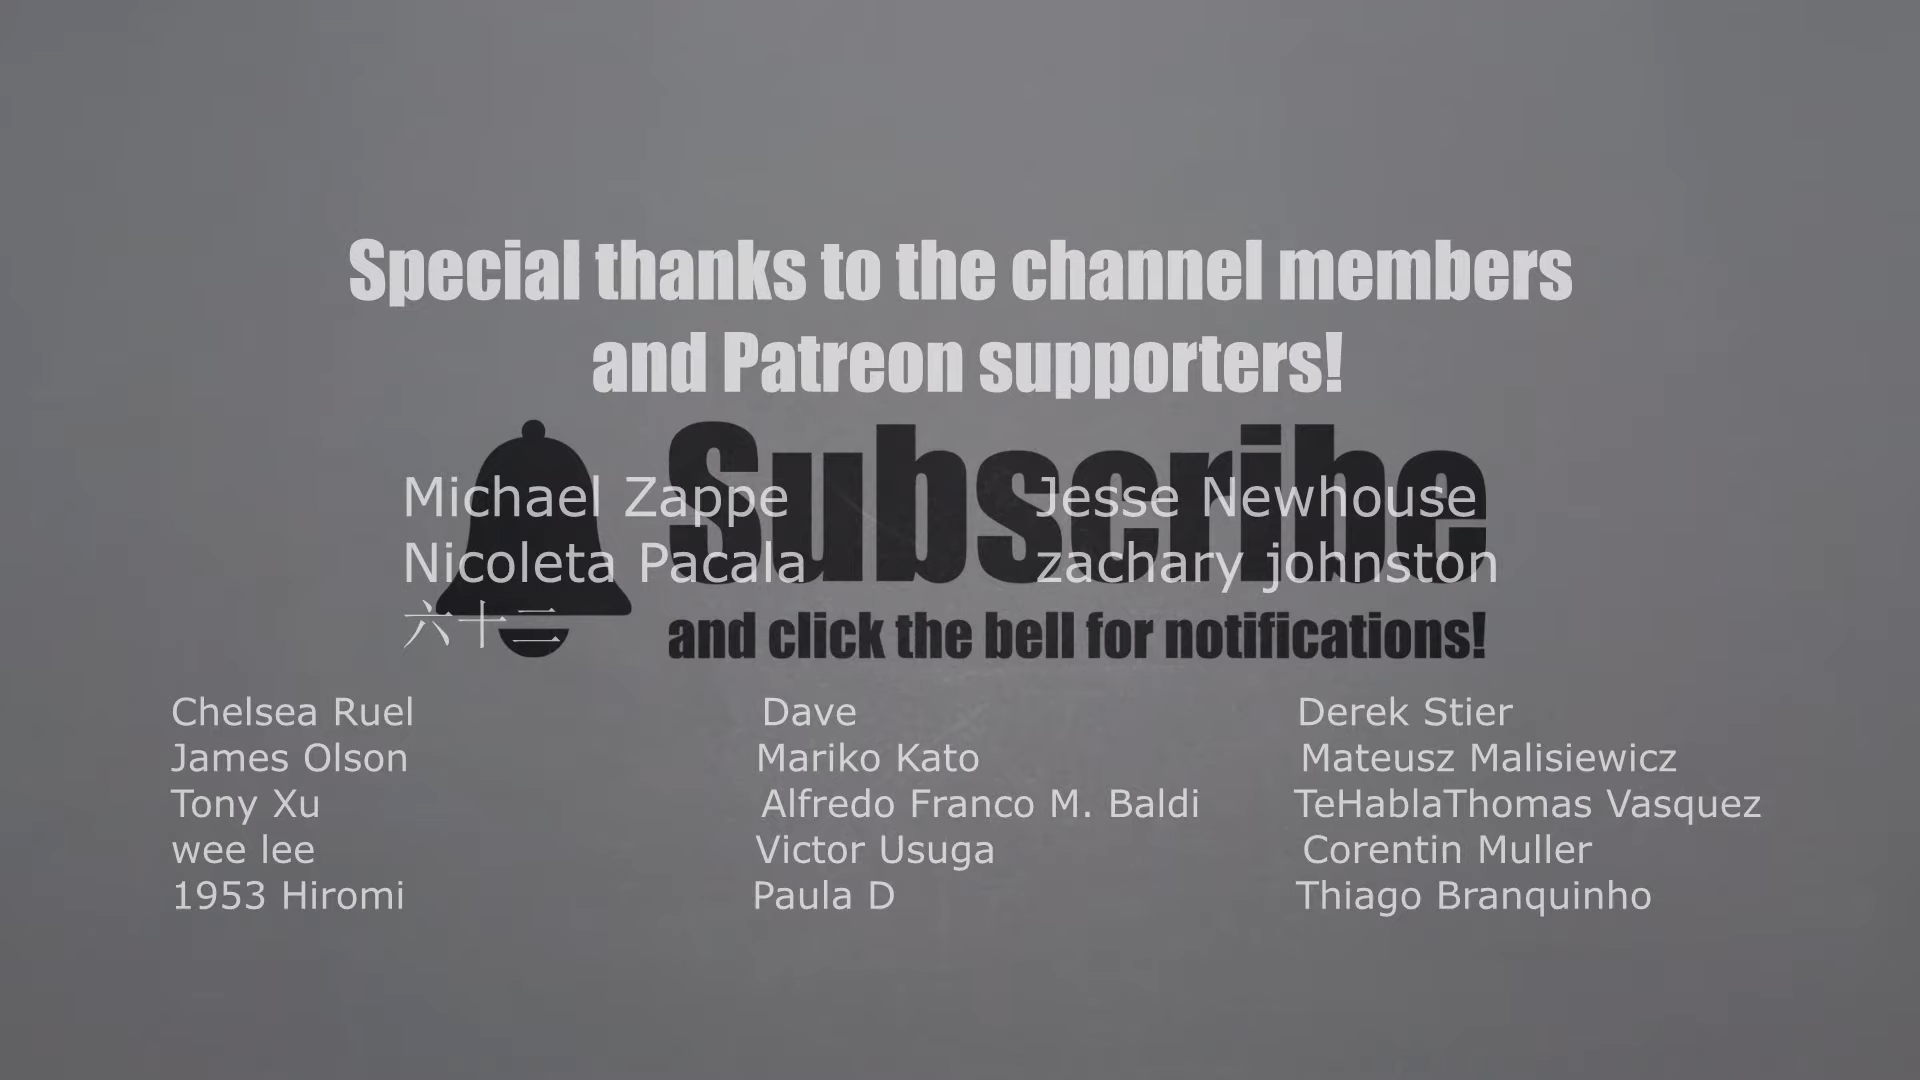 Special thanks to the channel members
and Patreon supporters!
Subscribe
and click the bell for notifications!
Michael Zappe
Jesse Newhouse
Nicoleta Pacala
zachary johnston
六十二
Chelsea Ruel
Dave
Derek Stier
James Olson
Mariko Kato
Mateusz Malisiewicz
Tony Xu
Alfredo Franco M. Baldi
TeHablaThomas Vasquez
wee lee
Victor Usuga
Corentin Muller
1953 Hiromi
Paula D
Thiago Branquinho